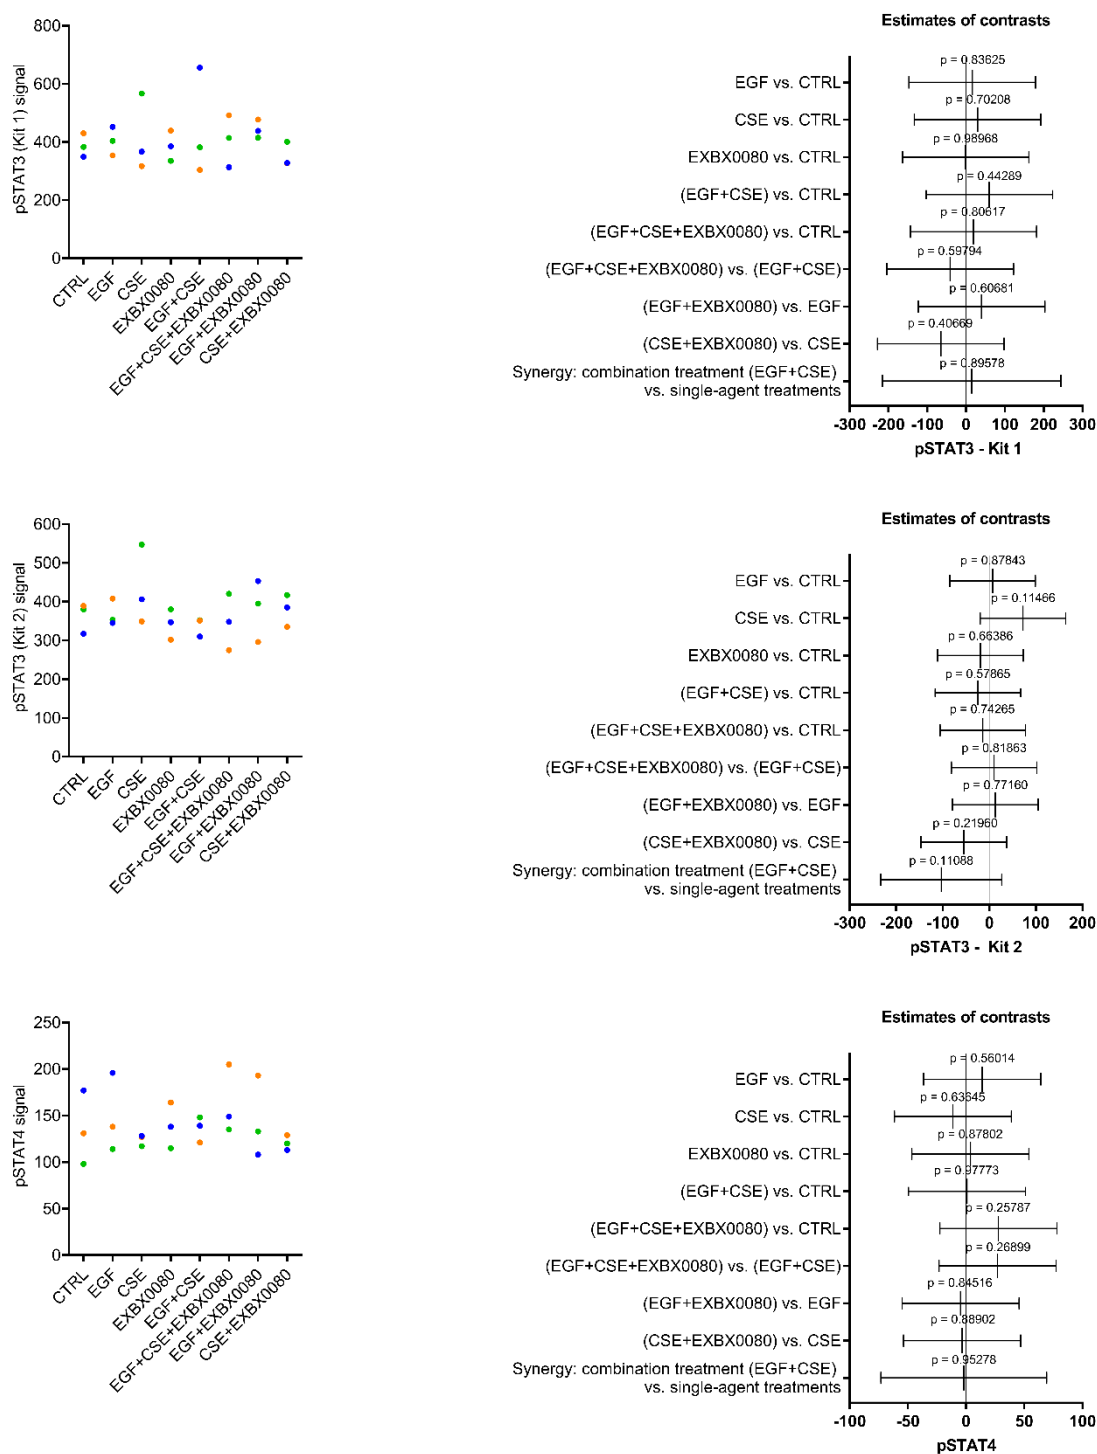 800
600
400
200
0
pSTAT3 (Kit 1) signal
CTRL
EGF
CSE
EXBX0080
EGF+CSE
EGF+CSE+EXBX0080
EGF+EXBX0080
CSE+EXBX0080
Estimates of contrasts
p = 0.83625
EGF vs. CTRL
p = 0.70208
CSE vs. CTRL
p = 0.98968
EXBX0080 vs. CTRL
p = 0.44289
(EGF+CSE) vs. CTRL
p = 0.80617
(EGF+CSE+EXBX0080) vs. CTRL
p = 0.59794
(EGF+CSE+EXBX0080) vs. (EGF+CSE)
p = 0.60681
(EGF+EXBX0080) vs. EGF
p = 0.40669
(CSE+EXBX0080) vs. CSE
p = 0.89578
Synergy: combination treatment (EGF+CSE)
vs. single-agent treatments
-300 -200 -100 0 100 200 300
pSTAT3 - Kit 1
600
500
400
300
200
100
0
pSTAT3 (Kit 2) signal
CTRL
EGF
CSE
EXBX0080
EGF+CSE
EGF+CSE+EXBX0080
EGF+EXBX0080
CSE+EXBX0080
Estimates of contrasts
p = 0.87843
EGF vs. CTRL
p = 0.11466
CSE vs. CTRL
p = 0.66386
EXBX0080 vs. CTRL
p = 0.57865
(EGF+CSE) vs. CTRL
p = 0.74265
(EGF+CSE+EXBX0080) vs. CTRL
p = 0.81863
(EGF+CSE+EXBX0080) vs. (EGF+CSE)
p = 0.77160
(EGF+EXBX0080) vs. EGF
p = 0.21960
(CSE+EXBX0080) vs. CSE
p = 0.11088
Synergy: combination treatment (EGF+CSE)
vs. single-agent treatments
-300 -200 -100 0 100 200
pSTAT3 - Kit 2
250
200
150
100
50
0
pSTAT4 signal
CTRL
EGF
CSE
EXBX0080
EGF+CSE
EGF+CSE+EXBX0080
EGF+EXBX0080
CSE+EXBX0080
Estimates of contrasts
p = 0.56014
EGF vs. CTRL
p = 0.63645
CSE vs. CTRL
p = 0.87802
EXBX0080 vs. CTRL
p = 0.97773
(EGF+CSE) vs. CTRL
p = 0.25787
(EGF+CSE+EXBX0080) vs. CTRL
p = 0.26899
(EGF+CSE+EXBX0080) vs. (EGF+CSE)
p = 0.84516
(EGF+EXBX0080) vs. EGF
p = 0.88902
(CSE+EXBX0080) vs. CSE
p = 0.95278
Synergy: combination treatment (EGF+CSE)
vs. single-agent treatments
-100 -50 0 50 100
pSTAT4